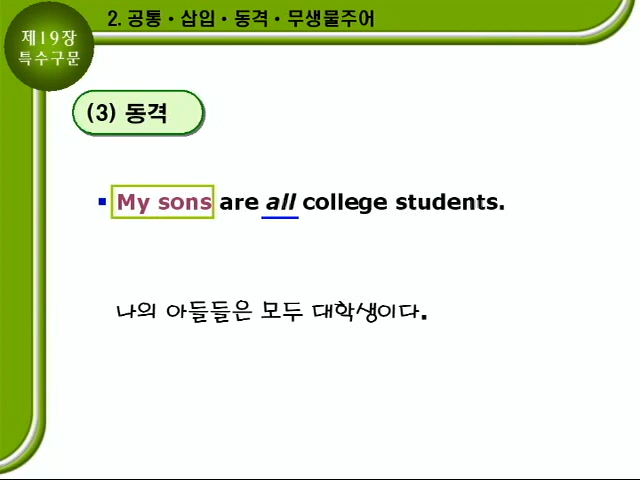 2. 공통 · 삽입 · 동격 · 무생물주어
제19장
특수구문
(3) 동격
My sons are all college students.
나의 아들들은 모두 대학생이다.